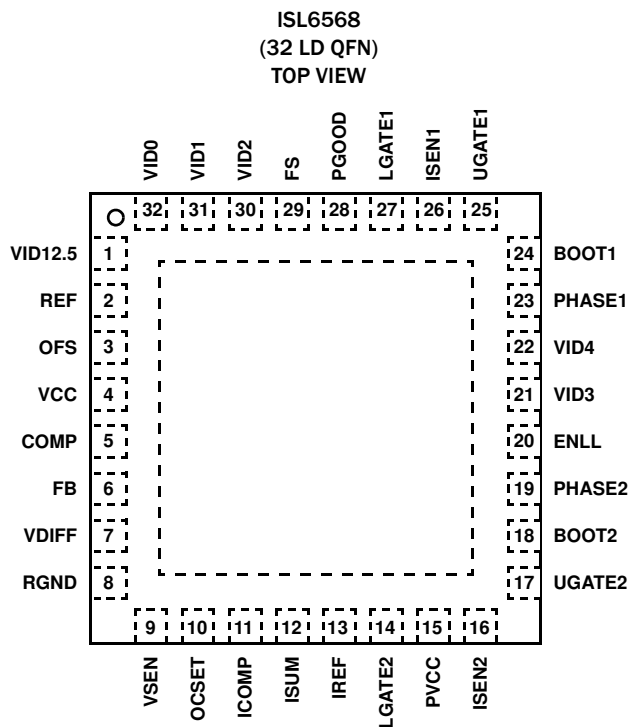 ISL6568
(32 LD QFN)
TOP VIEW
VID0 VID1 VID2 FS PGOOD LGATE1 ISEN1 UGATE1
32 31 30 29 28 27 26 25
VID12.5 1 24 BOOT1
REF 2 23 PHASE1
OFS 3 22 VID4
VCC 4 21 VID3
COMP 5 20 ENLL
FB 6 19 PHASE2
VDIFF 7 18 BOOT2
RGND 8 17 UGATE2
9 10 11 12 13 14 15 16
VSEN OCSET ICOMP ISUM IREF LGATE2 PVCC ISEN2